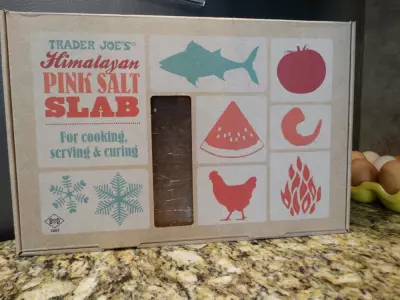 TRADER JOE'S
Himalayan
PINK SALT
SLAB
For cooking,
serving & curing